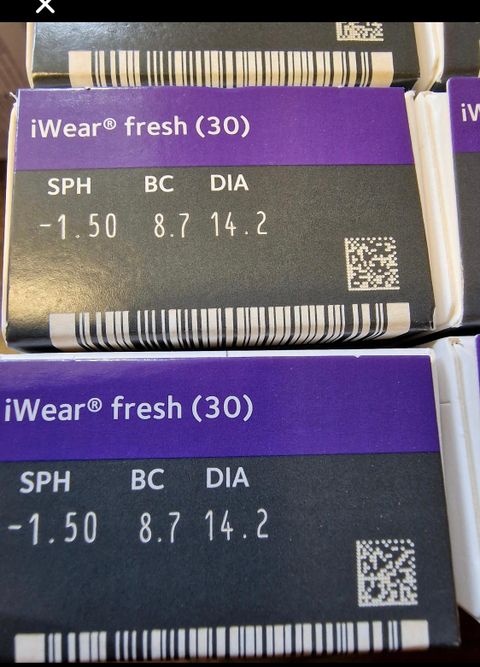 iWear® fresh (30)
SPH BC DIA
-1.50 8.7 14.2
iW
iWear® fresh (30)
SPH BC DIA
-1.50 8.7 14.2